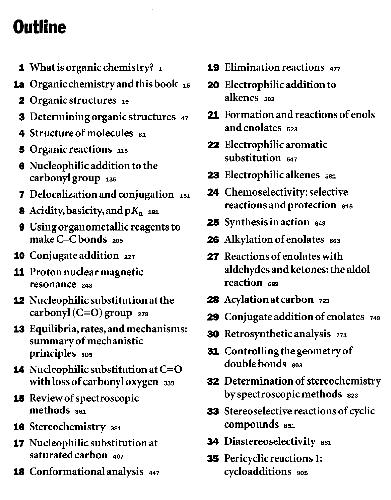 Outline
1 What is organic chemistry? 1
1a Organic chemistry and this book 15
2 Organic structures 19
3 Determining organic structures 47
4 Structure of molecules 81
5 Organic reactions 113
6 Nucleophilic addition to the
carbonyl group 135
7 Delocalization and conjugation 151
8 Acidity, basicity, and pKa 181
9 Using organometallic reagents to
make C–C bonds 209
10 Conjugate addition 227
11 Proton nuclear magnetic
resonance 243
12 Nucleophilic substitution at the
carbonyl (C=O) group 279
13 Equilibria, rates, and mechanisms:
summary of mechanistic
principles 305
14 Nucleophilic substitution at C=O
with loss of carbonyl oxygen 339
15 Review of spectroscopic
methods 361
16 Stereochemistry 381
17 Nucleophilic substitution at
saturated carbon 407
18 Conformational analysis 447
19 Elimination reactions 477
20 Electrophilic addition to
alkenes 503
21 Formation and reactions of enols
and enolates 523
22 Electrophilic aromatic
substitution 547
23 Electrophilic alkenes 581
24 Chemoselectivity: selective
reactions and protection 615
25 Synthesis in action 643
26 Alkylation of enolates 663
27 Reactions of enolates with
aldehydes and ketones: the aldol
reaction 689
28 Acylation at carbon 723
29 Conjugate addition of enolates 749
30 Retrosynthetic analysis 773
31 Controlling the geometry of
double bonds 803
32 Determination of stereochemistry
by spectroscopic methods 823
33 Stereoselective reactions of cyclic
compounds 851
34 Diastereoselectivity 881
35 Pericyclic reactions 1:
cycloadditions 905